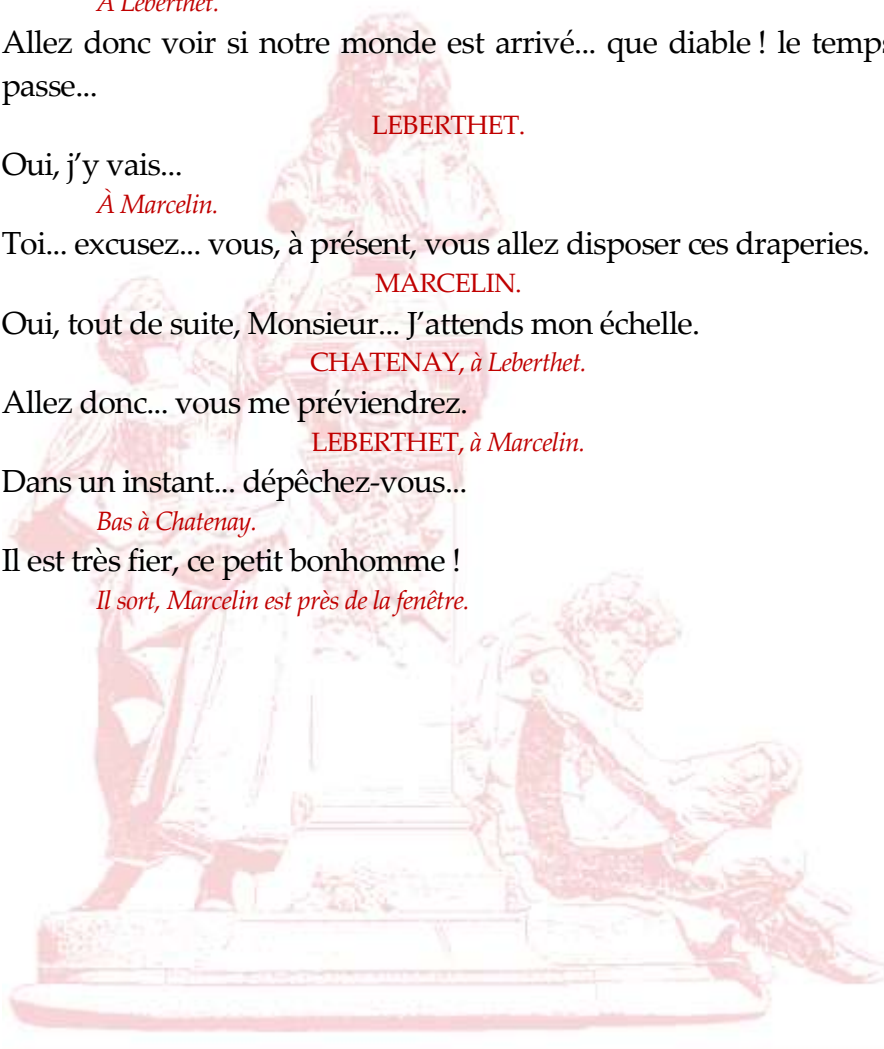 À Leberthet.
Allez donc voir si notre monde est arrivé... que diable ! le temps
passe...
LEBERTHET.
Oui, j’y vais...
À Marcelin.
Toi... excusez... vous, à présent, vous allez disposer ces draperies.
MARCELIN.
Oui, tout de suite, Monsieur... J’attends mon échelle.
CHATENAY, à Leberthet.
Allez donc... vous me préviendrez.
LEBERTHET, à Marcelin.
Dans un instant... dépêchez-vous...
Bas à Chatenay.
Il est très fier, ce petit bonhomme !
Il sort, Marcelin est près de la fenêtre.